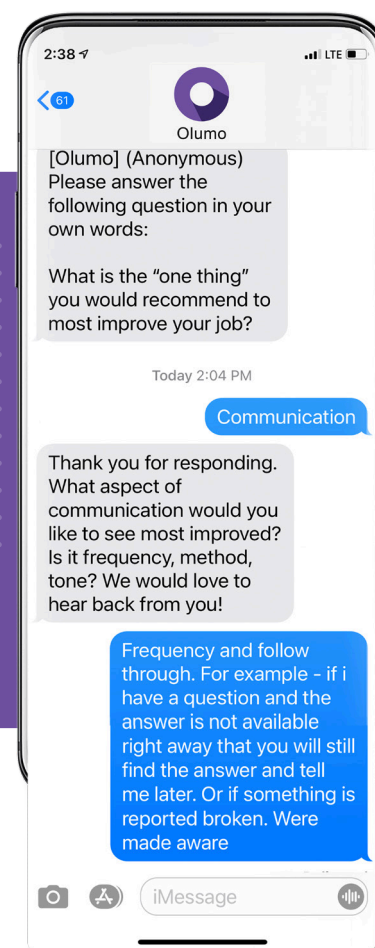 2:38
LTE
61
Olumo
[Olumo] (Anonymous)
Please answer the
following question in your
own words:
What is the “one thing”
you would recommend to
most improve your job?
Today 2:04 PM
Communication
Thank you for responding.
What aspect of
communication would you
like to see most improved?
Is it frequency, method,
tone? We would love to
hear back from you!
Frequency and follow
through. For example - if i
have a question and the
answer is not available
right away that you will still
find the answer and tell
me later. Or if something is
reported broken. Were
made aware
iMessage